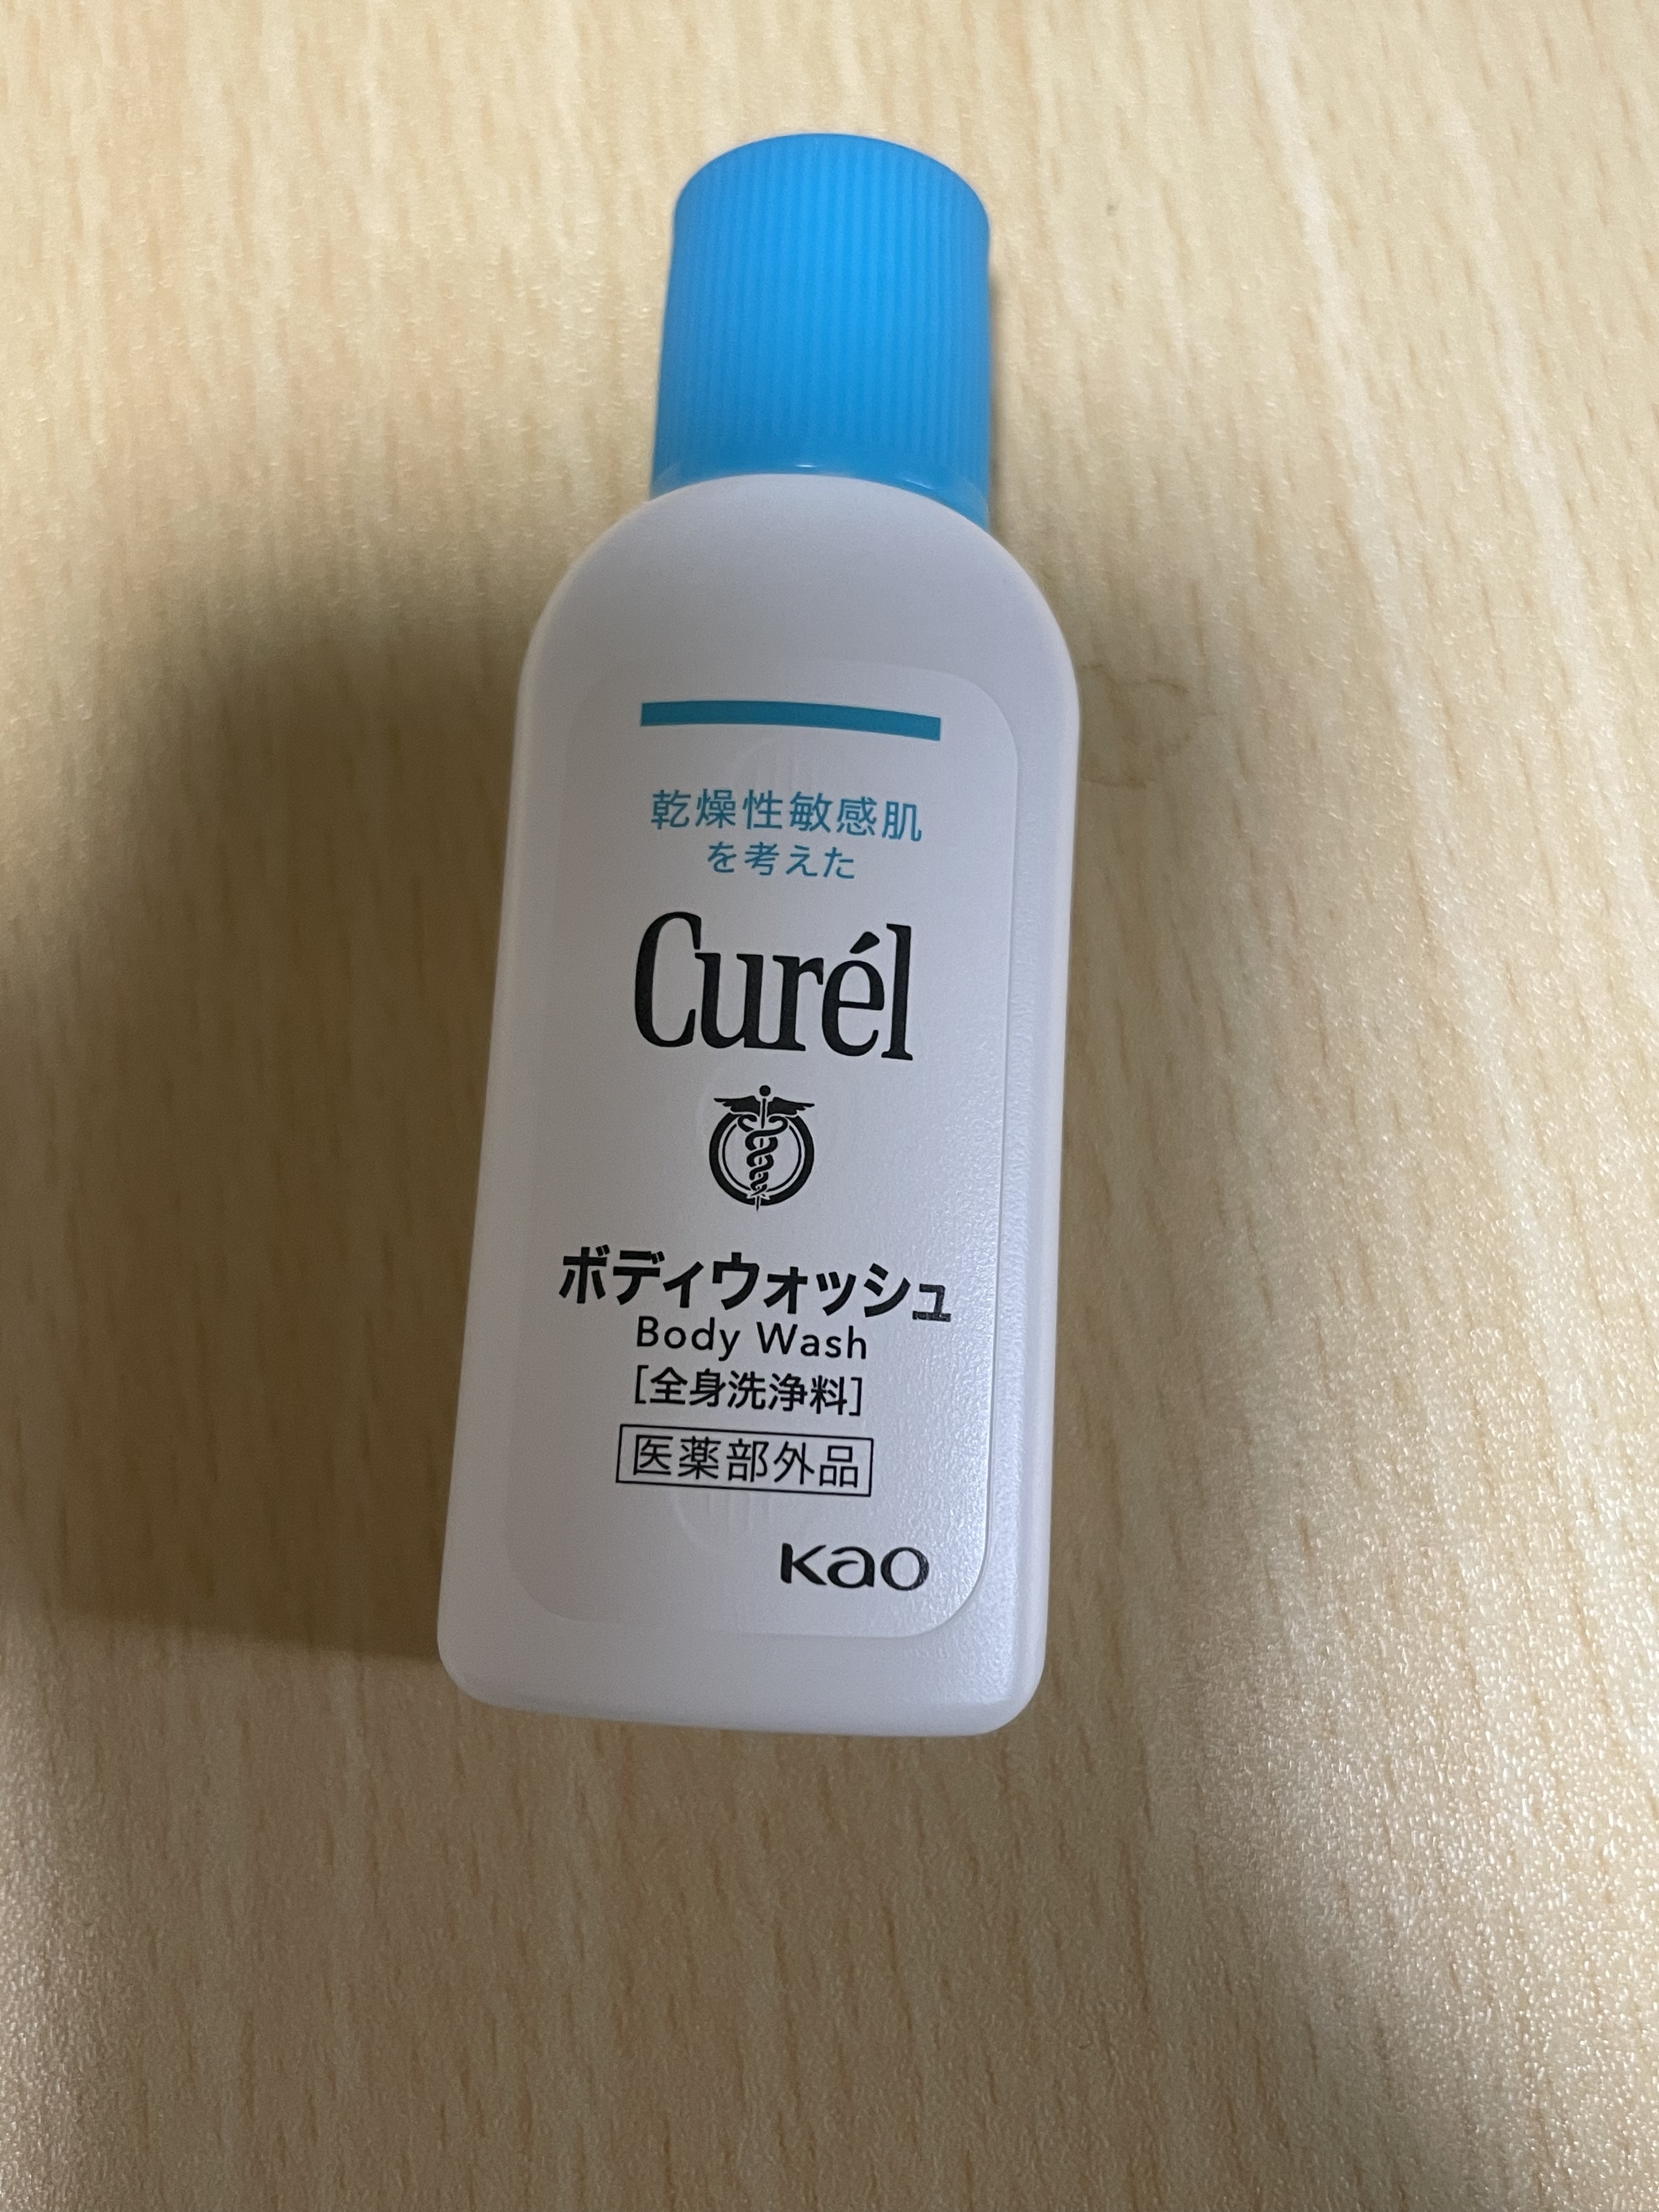 乾燥性敏感肌
を考えた
Curél
ボディウォッシュ
Body Wash
[全身洗浄料]
医薬部外品
Kao